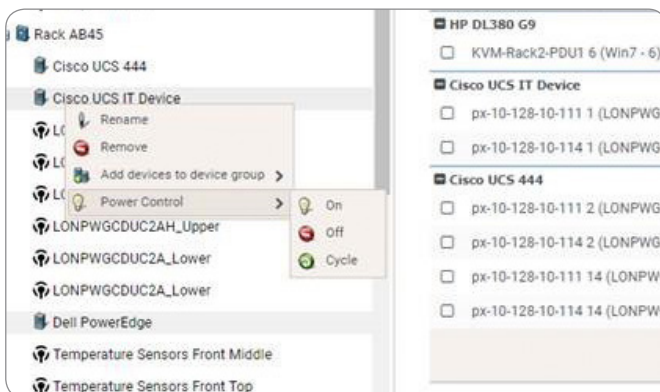 Rack AB45
Cisco UCS 444
Cisco UCS IT Device
Rename
Remove
Add devices to device group
Power Control
On
Off
Cycle
LONPWGCDUC2AH_Upper
LONPWGCDUC2A_Lower
LONPWGCDUC2A_Lower
Dell PowerEdge
Temperature Sensors Front Middle
Temperature Sensors Front Top
HP DL380 G9
KVM-Rack2-PDU1 6 (Win7 - 6)
Cisco UCS IT Device
px-10-128-10-111 1 (LONPWG
px-10-128-10-114 1 (LONPWG
Cisco UCS 444
px-10-128-10-111 2 (LONPWG
px-10-128-10-114 2 (LONPWG
px-10-128-10-111 14 (LONPW
px-10-128-10-114 14 (LONPW